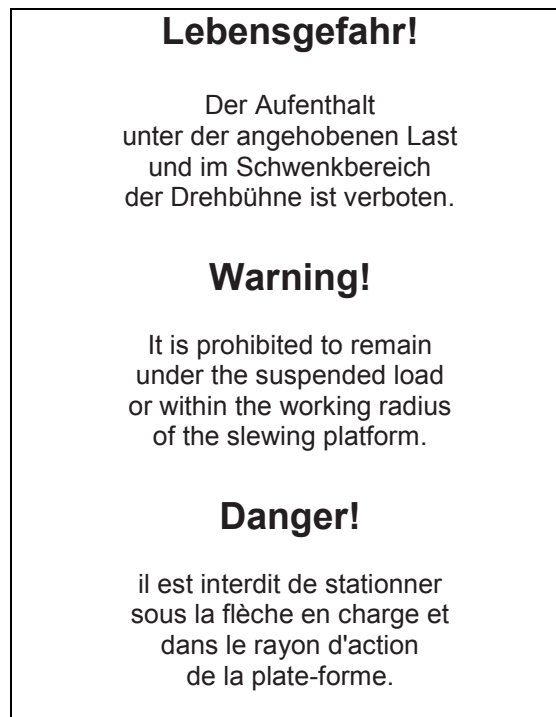 Lebensgefahr!
Der Aufenthalt
unter der angehobenen Last
und im Schwenkbereich
der Drehbühne ist verboten.
Warning!
It is prohibited to remain
under the suspended load
or within the working radius
of the slewing platform.
Danger!
il est interdit de stationner
sous la flèche en charge et
dans le rayon d'action
de la plate-forme.